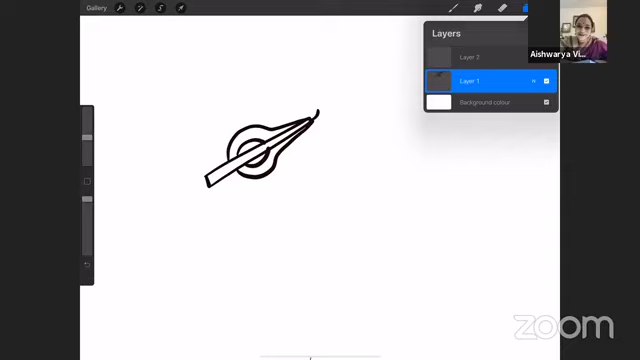 Gallery
Layers
Aishwarya Vi...
Layer 2
Layer 1 N
Background colour
zoom